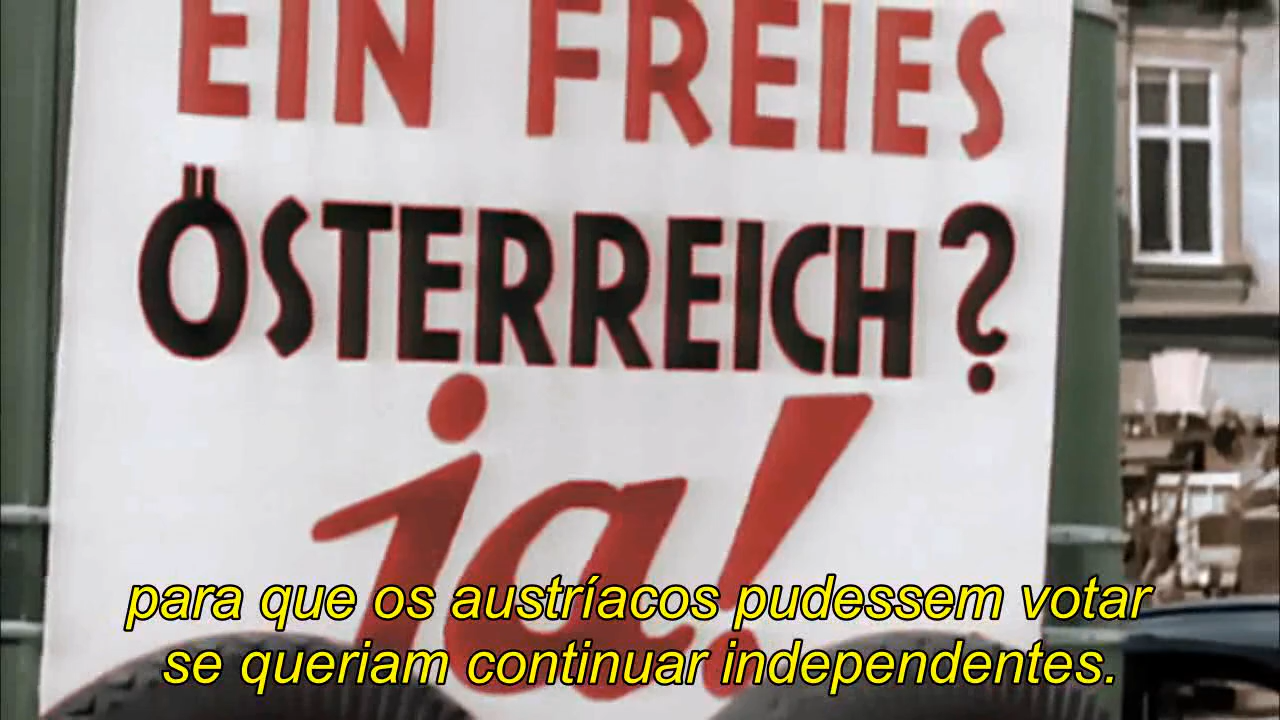 EIN FREIES
ÖSTERREICH?
ja!
para que os austríacos pudessem votar
se queriam continuar independentes.